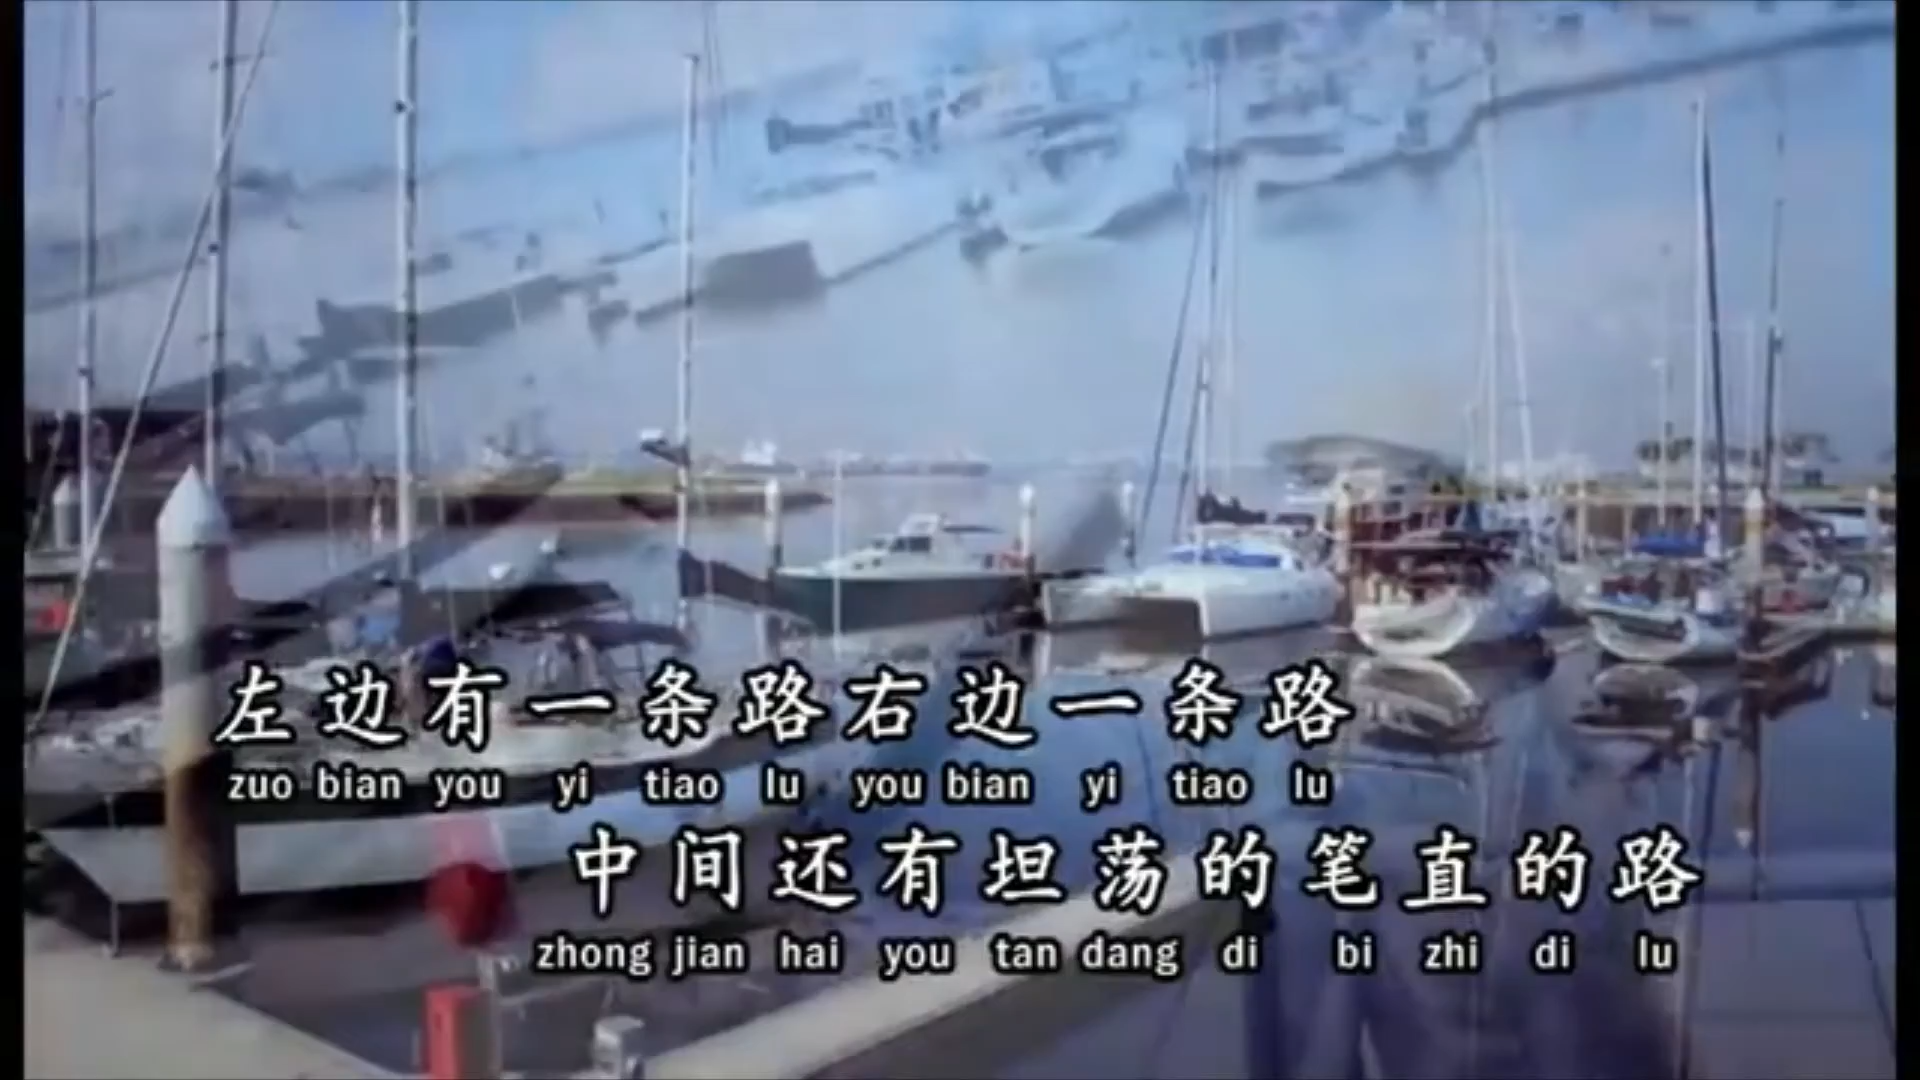 左边有一条路右边一条路
zuo bian you yi tiao lu you bian yi tiao lu
中间还有坦荡的笔直的路
zhong jian hai you tan dang di bi zhi di lu